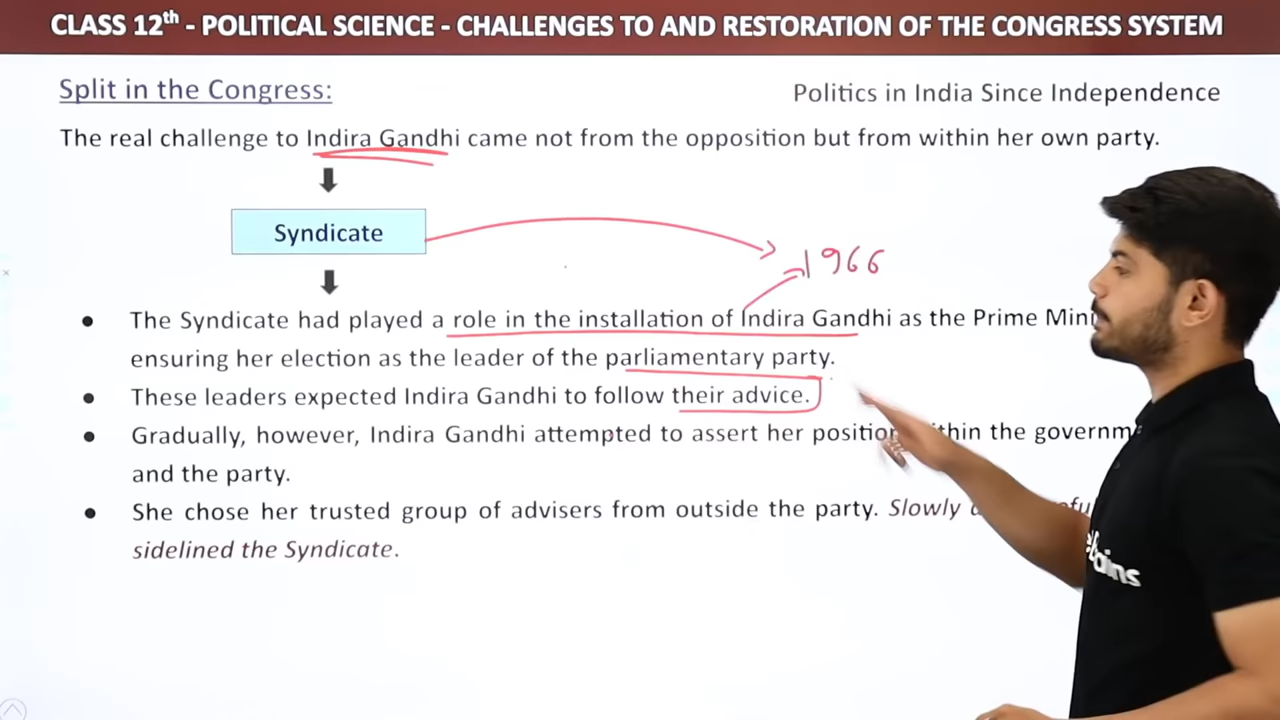 CLASS 12th - POLITICAL SCIENCE - CHALLENGES TO AND RESTORATION OF THE CONGRESS SYSTEM
Split in the Congress:
Politics in India Since Independence
The real challenge to Indira Gandhi came not from the opposition but from within her own party.
Syndicate
1966
The Syndicate had played a role in the installation of Indira Gandhi as the Prime
ensuring her election as the leader of the parliamentary party.
These leaders expected Indira Gandhi to follow their advice.
Gradually, however, Indira Gandhi attempted to assert her position within the
and the party.
She chose her trusted group of advisers from outside the party. Slowly
sidelined the Syndicate.